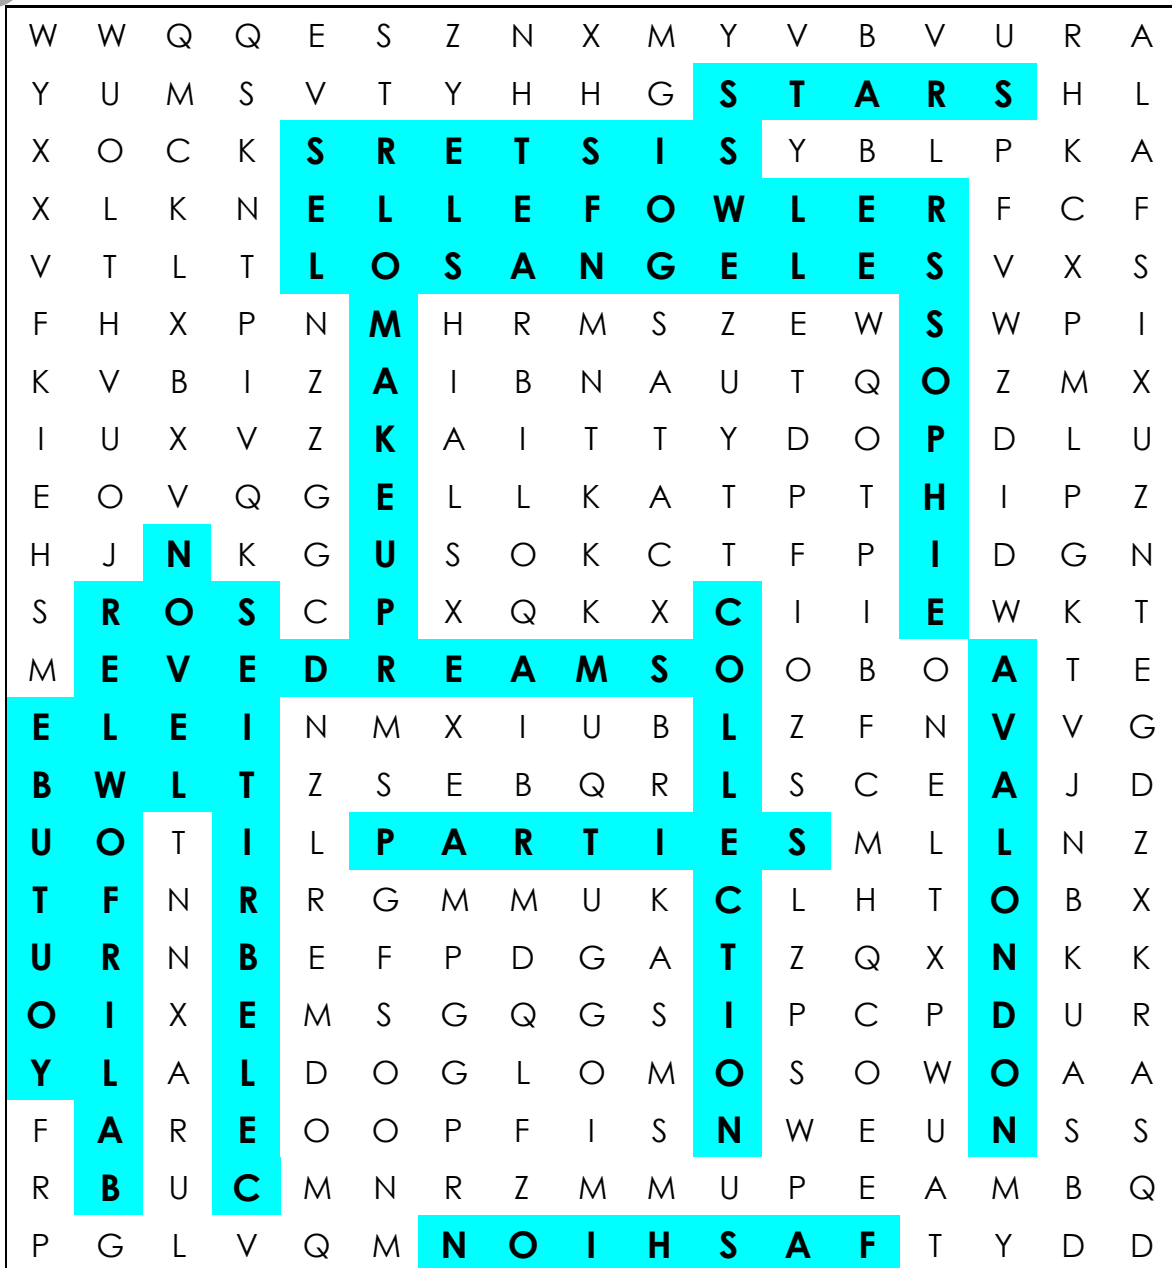 W W Q Q E S Z N X M Y V B V U R A
Y U M S V T Y H H G S T A R S H L
X O C K S R E T S I S Y B L P K A
X L K N E L L E F O W L E R F C F
V T L T L O S A N G E L E S V X S
F H X P N M H R M S Z E W S W P I
K V B I Z A I B N A U T Q O Z M X
I U X V Z K A I T T Y D O P D L U
E O V Q G E L L K A T P T H I P Z
H J N K G U S O K C T F P I D G N
S R O S C P X Q K X C I I E W K T
M E V E D R E A M S O O B O A T E
E L E I N M X I U B L Z F N V V G
B W L T Z S E B Q R L S C E A J D
U O T I L P A R T I E S M L L N Z
T F N R R G M M U K C L H T O B X
U R N B E F P D G A T Z Q X N K K
O I X E M S G Q G S I P C P D U R
Y L A L D O G L O M O S O W O A A
F A R E O O P F I S N W E U N S S
R B U C M N R Z M M U P E A M B Q
P G L V Q M N O I H S A F T Y D D